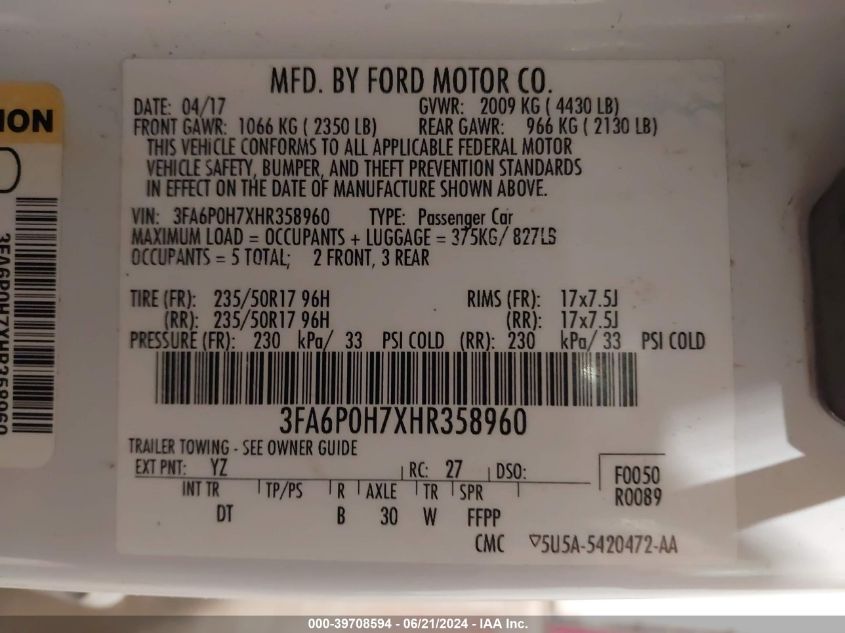 MFD. BY FORD MOTOR CO.
DATE: 04/17 GVWR: 2009 KG ( 4430 LB)
FRONT GAWR: 1066 KG ( 2350 LB) REAR GAWR: 966 KG ( 2130 LB)
THIS VEHICLE CONFORMS TO ALL APPLICABLE FEDERAL MOTOR
VEHICLE SAFETY, BUMPER, AND THEFT PREVENTION STANDARDS
IN EFFECT ON THE DATE OF MANUFACTURE SHOWN ABOVE.
VIN: 3FA6P0H7XHR358960 TYPE: Passenger Car
MAXIMUM LOAD = OCCUPANTS + LUGGAGE = 375KG/ 827LB
OCCUPANTS = 5 TOTAL; 2 FRONT, 3 REAR
TIRE (FR): 235/50R17 96H RIMS (FR): 17x7.5J
(RR): 235/50R17 96H (RR): 17x7.5J
PRESSURE (FR): 230 kPa/ 33 PSI COLD (RR): 230 kPa/ 33 PSI COLD
3FA6P0H7XHR358960
TRAILER TOWING - SEE OWNER GUIDE
EXT PNT: YZ RC: 27 DSO:
F0050
R0089
INT TR TP/PS R AXLE TR SPR
DT B 30 W FFPP
CMC ▽5U5A-5420472-AA
ION
3FA6P0H7XHR358960
000-39708594 - 06/21/2024 - IAA Inc.